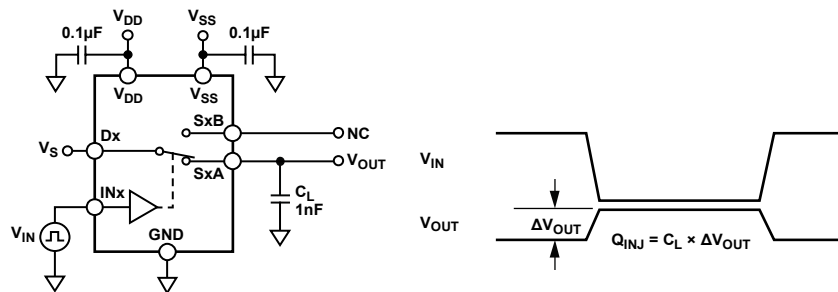 VDD
VSS
0.1µF
0.1µF
VDD
VSS
SxB
NC
VS
Dx
SxA
VOUT
INx
CL
1nF
VIN
GND
VIN
VOUT
ΔVOUT
QINJ = CL × ΔVOUT